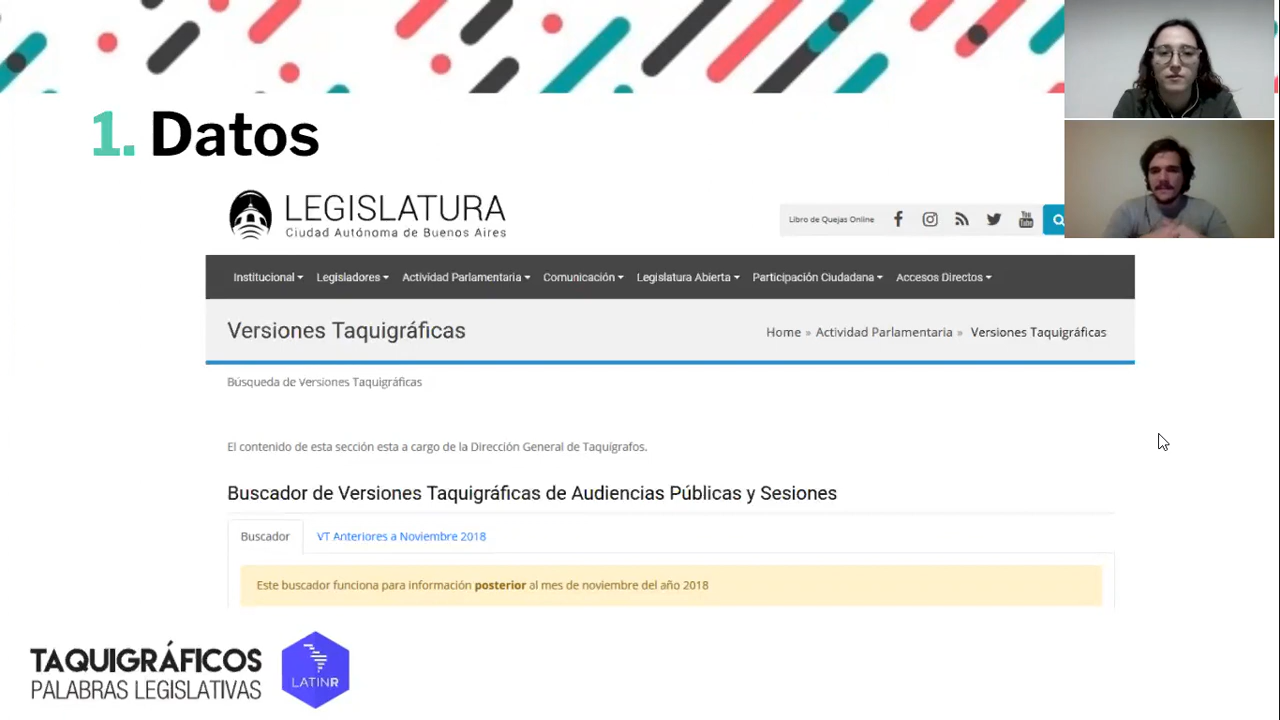 1. Datos
LEGISLATURA
Ciudad Autónoma de Buenos Aires
Libro de Quejas Online
You
Tube
Institucional Legisladores Actividad Parlamentaria Comunicación Legislatura Abierta Participación Ciudadana Accesos Directos
Versiones Taquigráficas
Home » Actividad Parlamentaria » Versiones Taquigráficas
Búsqueda de Versiones Taquigráficas
El contenido de esta sección esta a cargo de la Dirección General de Taquígrafos.
Buscador de Versiones Taquigráficas de Audiencias Públicas y Sesiones
Buscador VT Anteriores a Noviembre 2018
Este buscador funciona para información posterior al mes de noviembre del año 2018
TAQUIGRÁFICOS
PALABRAS LEGISLATIVAS
LATINR